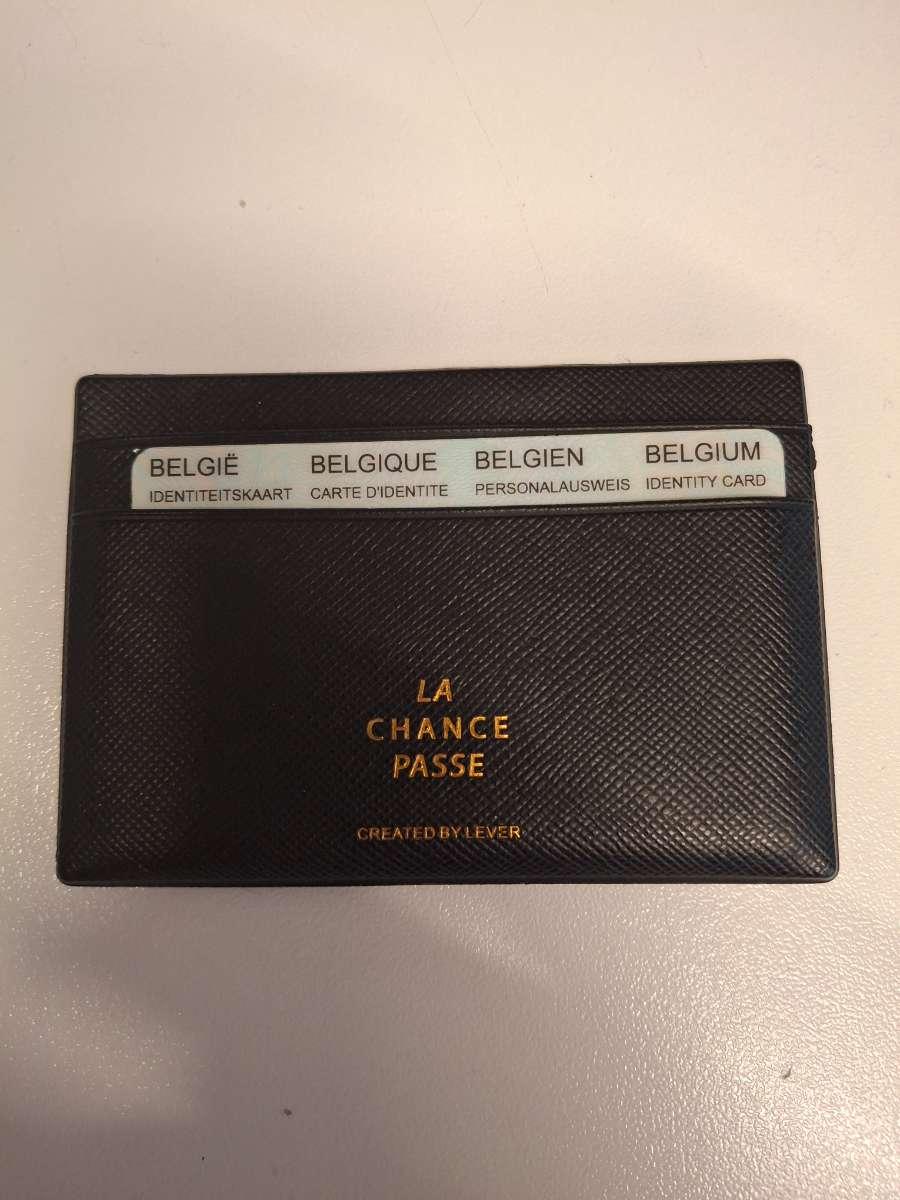 BELGIË BELGIQUE BELGIEN BELGIUM
IDENTITEITSKAART CARTE D'IDENTITE PERSONALAUSWEIS IDENTITY CARD
LA
CHANCE
PASSE
CREATED BY LEVER